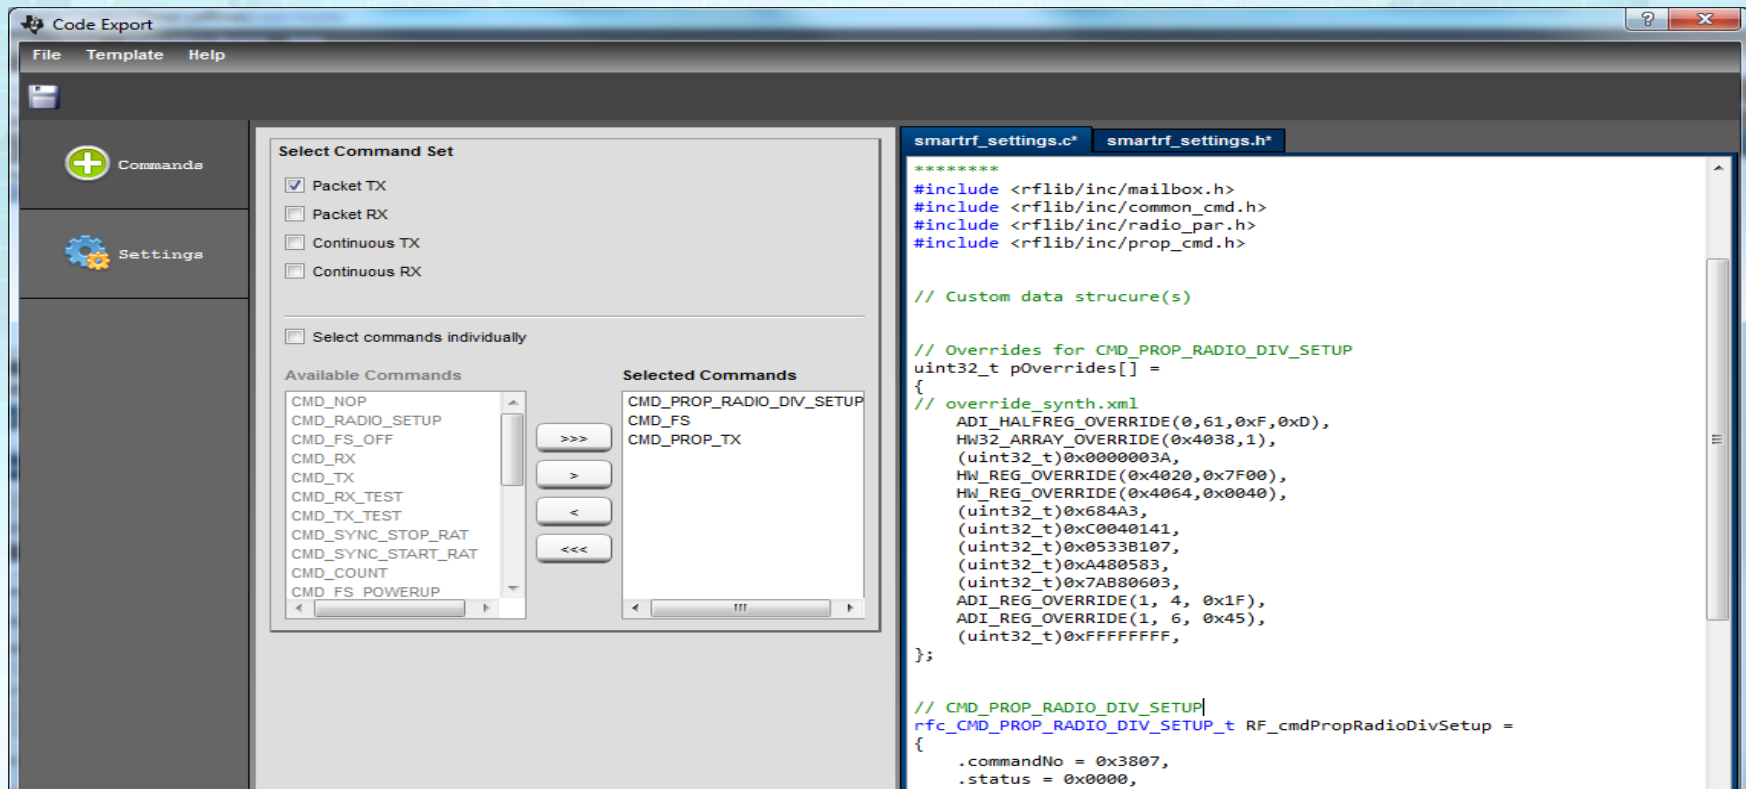 Code Export
File Template Help
Commands
Settings
Select Command Set
Packet TX
Packet RX
Continuous TX
Continuous RX
Select commands individually
Available Commands
CMD_NOP
CMD_RADIO_SETUP
CMD_FS_OFF
CMD_RX
CMD_TX
CMD_RX_TEST
CMD_TX_TEST
CMD_SYNC_STOP_RAT
CMD_SYNC_START_RAT
CMD_COUNT
CMD_FS_POWERUP
>>>
>
<
<<<
Selected Commands
CMD_PROP_RADIO_DIV_SETUP
CMD_FS
CMD_PROP_TX
smartrf_settings.c* smartrf_settings.h*
********
#include <rflib/inc/mailbox.h>
#include <rflib/inc/common_cmd.h>
#include <rflib/inc/radio_par.h>
#include <rflib/inc/prop_cmd.h>
// Custom data strucure(s)
// Overrides for CMD_PROP_RADIO_DIV_SETUP
uint32_t pOverrides[] =
{
// override_synth.xml
ADI_HALFREG_OVERRIDE(0,61,0xF,0xD),
HW32_ARRAY_OVERRIDE(0x4038,1),
(uint32_t)0x0000003A,
HW_REG_OVERRIDE(0x4020,0x7F00),
HW_REG_OVERRIDE(0x4064,0x0040),
(uint32_t)0x684A3,
(uint32_t)0xC0040141,
(uint32_t)0x0533B107,
(uint32_t)0xA480583,
(uint32_t)0x7AB80603,
ADI_REG_OVERRIDE(1, 4, 0x1F),
ADI_REG_OVERRIDE(1, 6, 0x45),
(uint32_t)0xFFFFFFFF,
};
// CMD_PROP_RADIO_DIV_SETUP
rfc_CMD_PROP_RADIO_DIV_SETUP_t RF_cmdPropRadioDivSetup =
{
.commandNo = 0x3807,
.status = 0x0000,